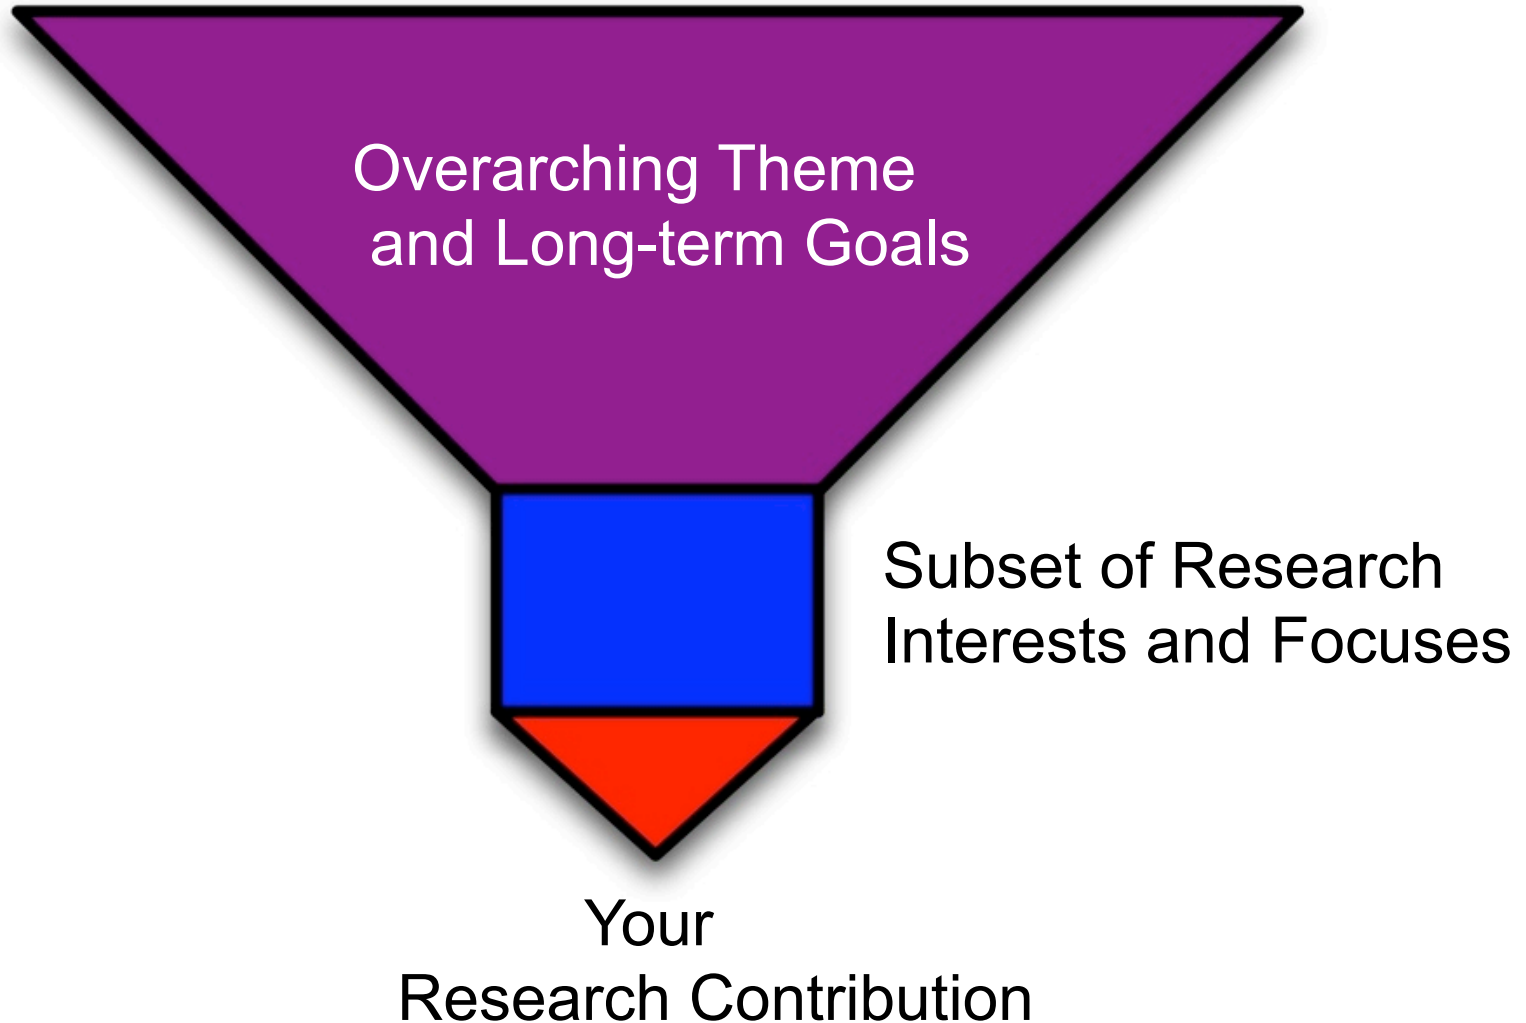 Overarching Theme
and Long-term Goals
Subset of Research
Interests and Focuses
Your
Research Contribution